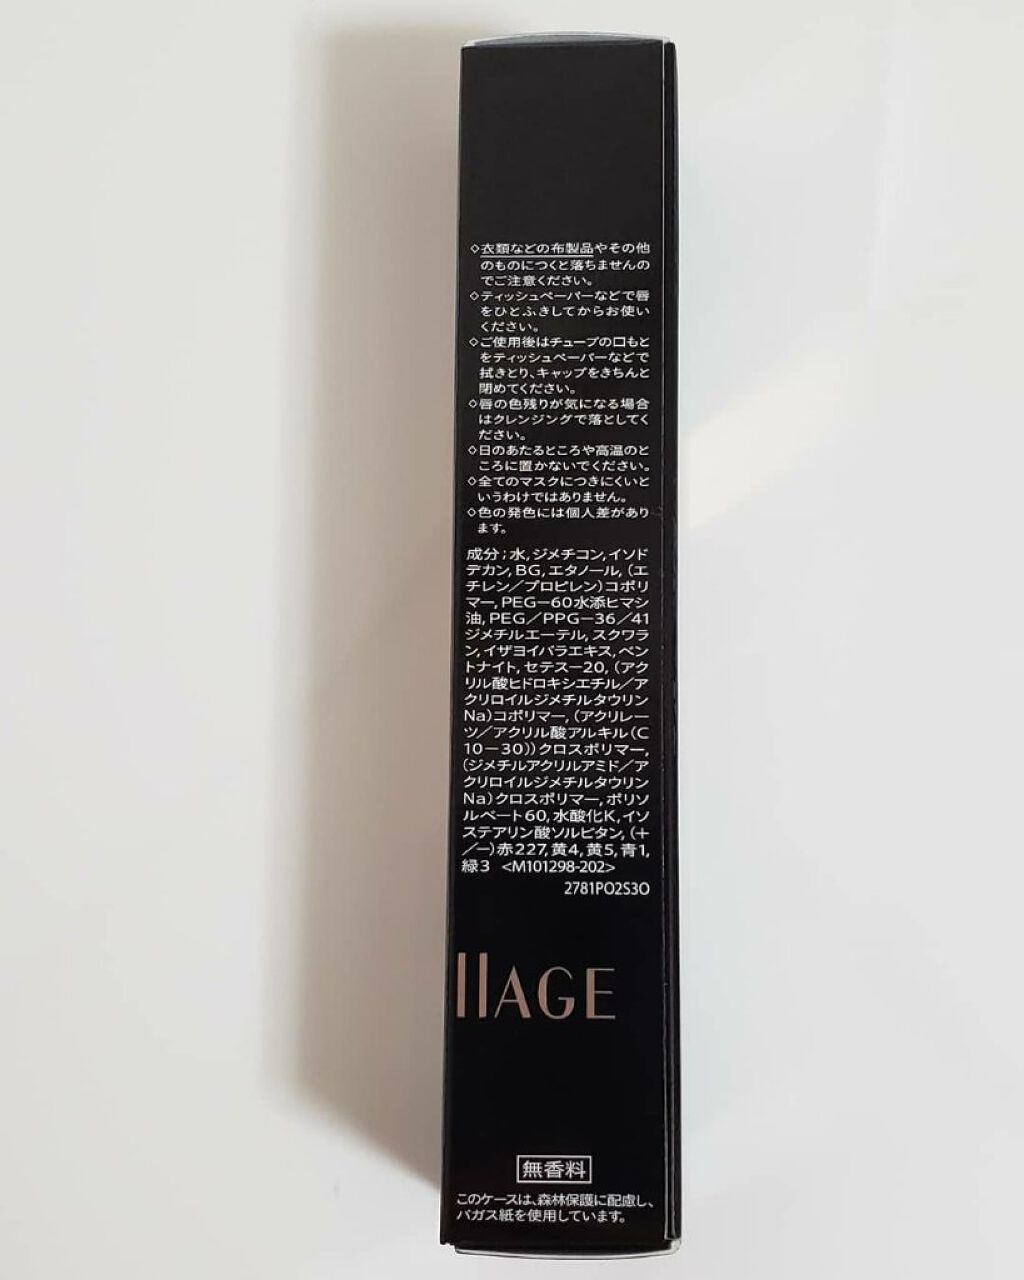 ◇衣類などの布製品やその他
のものにつくと落ちませんの
でご注意ください。
◇ティッシュペーパーなどで唇
をひとふきしてからお使い
ください。
◇ご使用後はチューブの口もと
をティッシュペーパーなどで
拭きとり、キャップをきちんと
閉めてください。
◇唇の色残りが気になる場合
はクレンジングで落としてく
ださい。
◇日のあたるところや高温のと
ころに置かないでください。
◇全てのマスクにつきにくいと
いうわけではありません。
◇色の発色には個人差があり
ます。
成分；水，ジメチコン，イソド
デカン，BG，エタノール，（エ
チレン／プロピレン）コポリ
マー，PEG－60水添ヒマシ
油，PEG／PPG－36／41
ジメチルエーテル，スクワラ
ン，イザヨイバラエキス，ベン
トナイト，セテス－20，（アク
リル酸ヒドロキシエチル／ア
クリロイルジメチルタウリン
Na）コポリマー，（アクリレー
ツ／アクリル酸アルキル（C
10－30））クロスポリマー，
（ジメチルアクリルアミド／ア
クリロイルジメチルタウリン
Na）クロスポリマー，ポリソ
ルベート60，水酸化K，イソ
ステアリン酸ソルビタン，（＋
／－）赤227，黄4，黄5，青1，
緑3 <M101298-202>
2781PO2S3O
llAGE
無香料
このケースは、森林保護に配慮し、
バガス紙を使用しています。